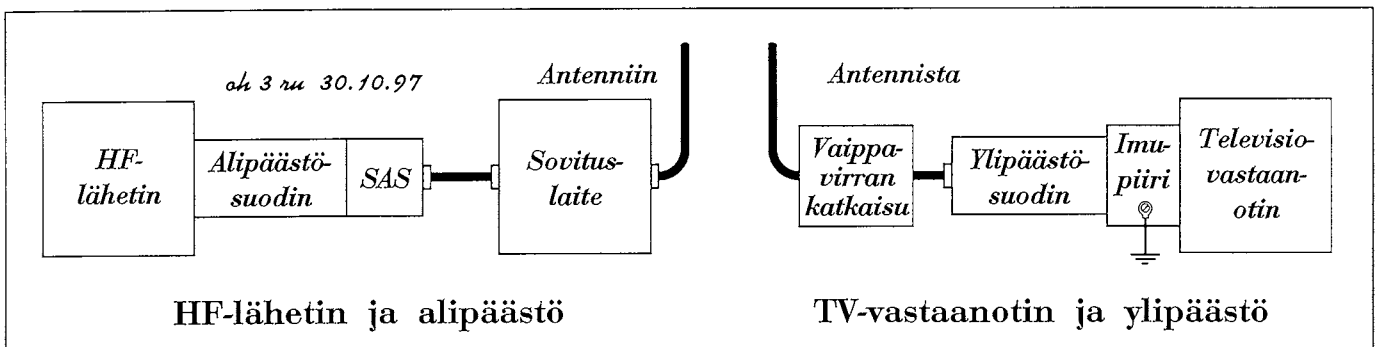 oh 3 ru 30.10.97
HF-
lähetin
Alipäästö-
suodin
SAS
Antenniin
Sovitus-
laite
HF-lähetin ja alipäästö
Antennista
Vaippa-
virran
katkaisu
Ylipäästö-
suodin
Imu-
piiri
Televisio-
vastaan-
otin
TV-vastaanotin ja ylipäästö